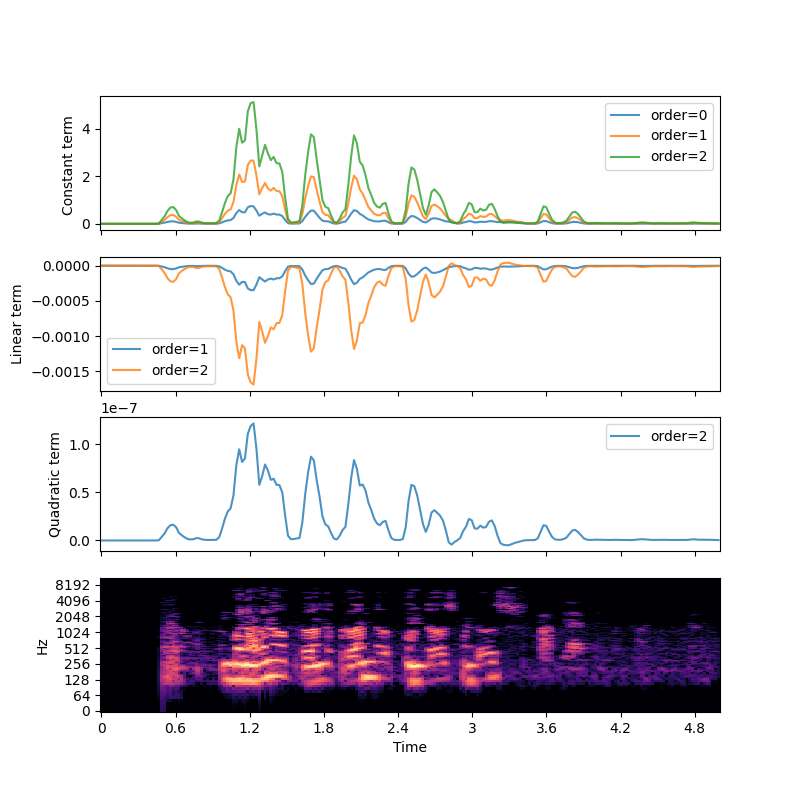 Constant term
4
2
0
order=0
order=1
order=2
Linear term
0.0000
−0.0005
−0.0010
−0.0015
order=1
order=2
1e−7
Quadratic term
1.0
0.5
0.0
order=2
Hz
8192
4096
2048
1024
512
256
128
64
0
0 0.6 1.2 1.8 2.4 3 3.6 4.2 4.8
Time